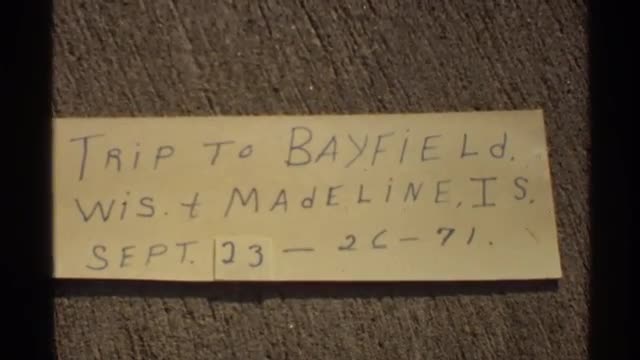 TRiP TO BAYFiELd.
WiS. + MAdELiNE, IS.
SEPT. 23 - 26 - 71.